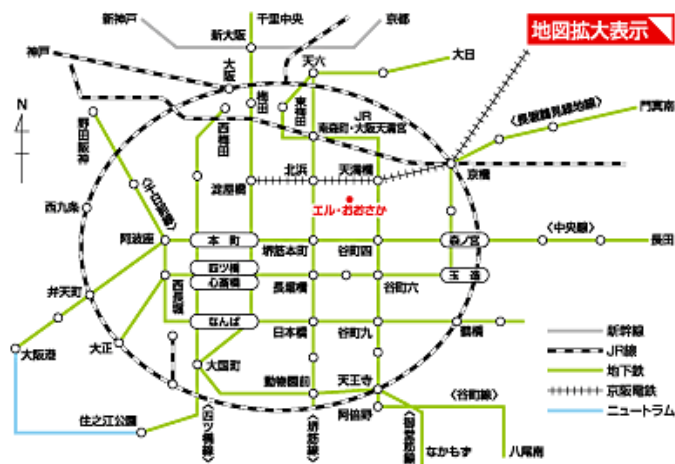 新神戸
千里中央
京都
地図拡大表示
神戸
新大阪
天六
大日
大阪
梅田
東梅田
西梅田
JR
南森町・大阪天満宮
〈長堀鶴見緑地線〉
門真南
N
野田阪神
北浜
天満橋
京橋
淀屋橋
エル・おおさか
西九条
〈千日前線〉
阿波座
本町
堺筋本町
谷町四
森ノ宮
〈中央線〉
長田
四ツ橋
心斎橋
長堀橋
谷町六
玉造
弁天町
西長堀
なんば
日本橋
谷町九
鶴橋
大正
大阪港
大国町
動物園前
天王寺
阿倍野
〈谷町線〉
住之江公園
〈四ツ橋線〉
〈堺筋線〉
〈御堂筋線〉
なかもず
八尾南
新幹線
JR線
地下鉄
京阪電鉄
ニュートラム